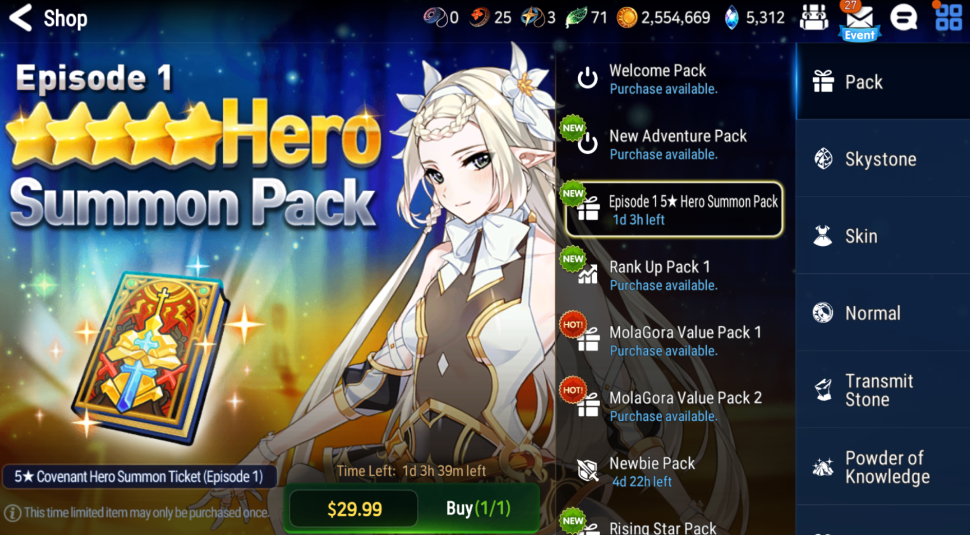 Shop
0
25
3
71
2,554,669
5,312
27
Event
Episode 1
Hero
Summon Pack
5★ Covenant Hero Summon Ticket (Episode 1)
This time limited item may only be purchased once.
Time Left: 1d 3h 39m left
$29.99
Buy(1/1)
Welcome Pack
Purchase available.
NEW
New Adventure Pack
Purchase available.
NEW
Episode 1 5★ Hero Summon Pack
1d 3h left
NEW
Rank Up Pack 1
Purchase available.
HOT!
MolaGora Value Pack 1
Purchase available.
HOT!
MolaGora Value Pack 2
Purchase available.
Newbie Pack
4d 22h left
NEW
Rising Star Pack
Pack
Skystone
Skin
Normal
Transmit
Stone
Powder of
Knowledge